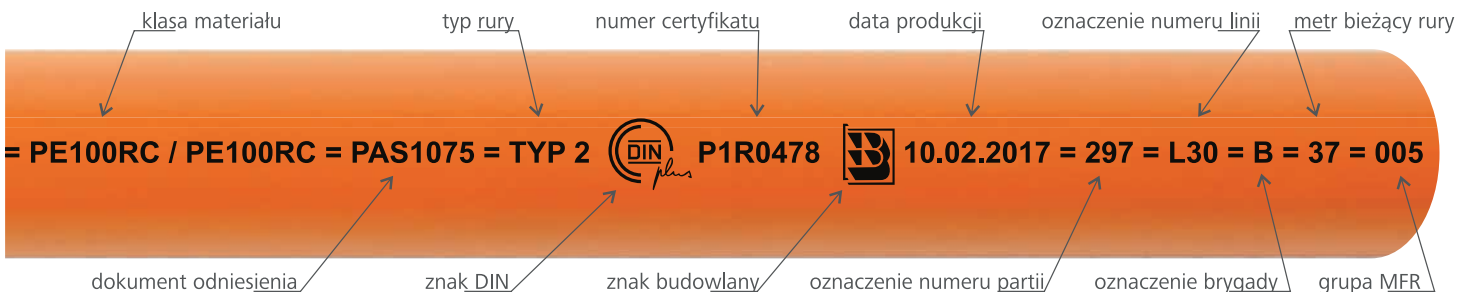 klasa materiału typ rury numer certyfikatu data produkcji oznaczenie numeru linii metr bieżący rury
= PE100RC / PE100RC = PAS1075 = TYP 2 DIN plus P1R0478 B 10.02.2017 = 297 = L30 = B = 37 = 005
dokument odniesienia znak DIN znak budowlany oznaczenie numeru partii oznaczenie brygady grupa MFR